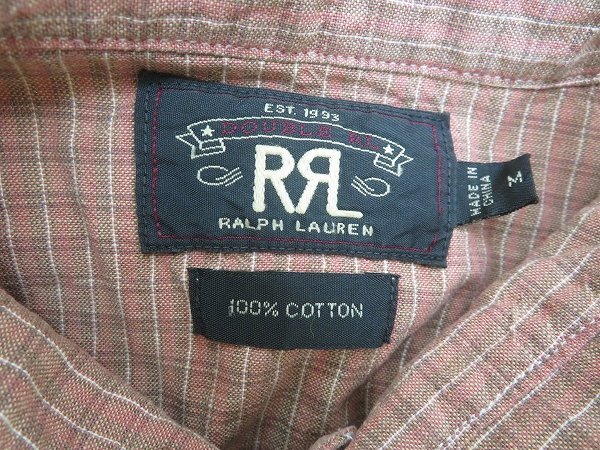 EST. 1993
DOUBLE RL
RRL
RALPH LAUREN
M
MADE IN
CHINA
100% COTTON